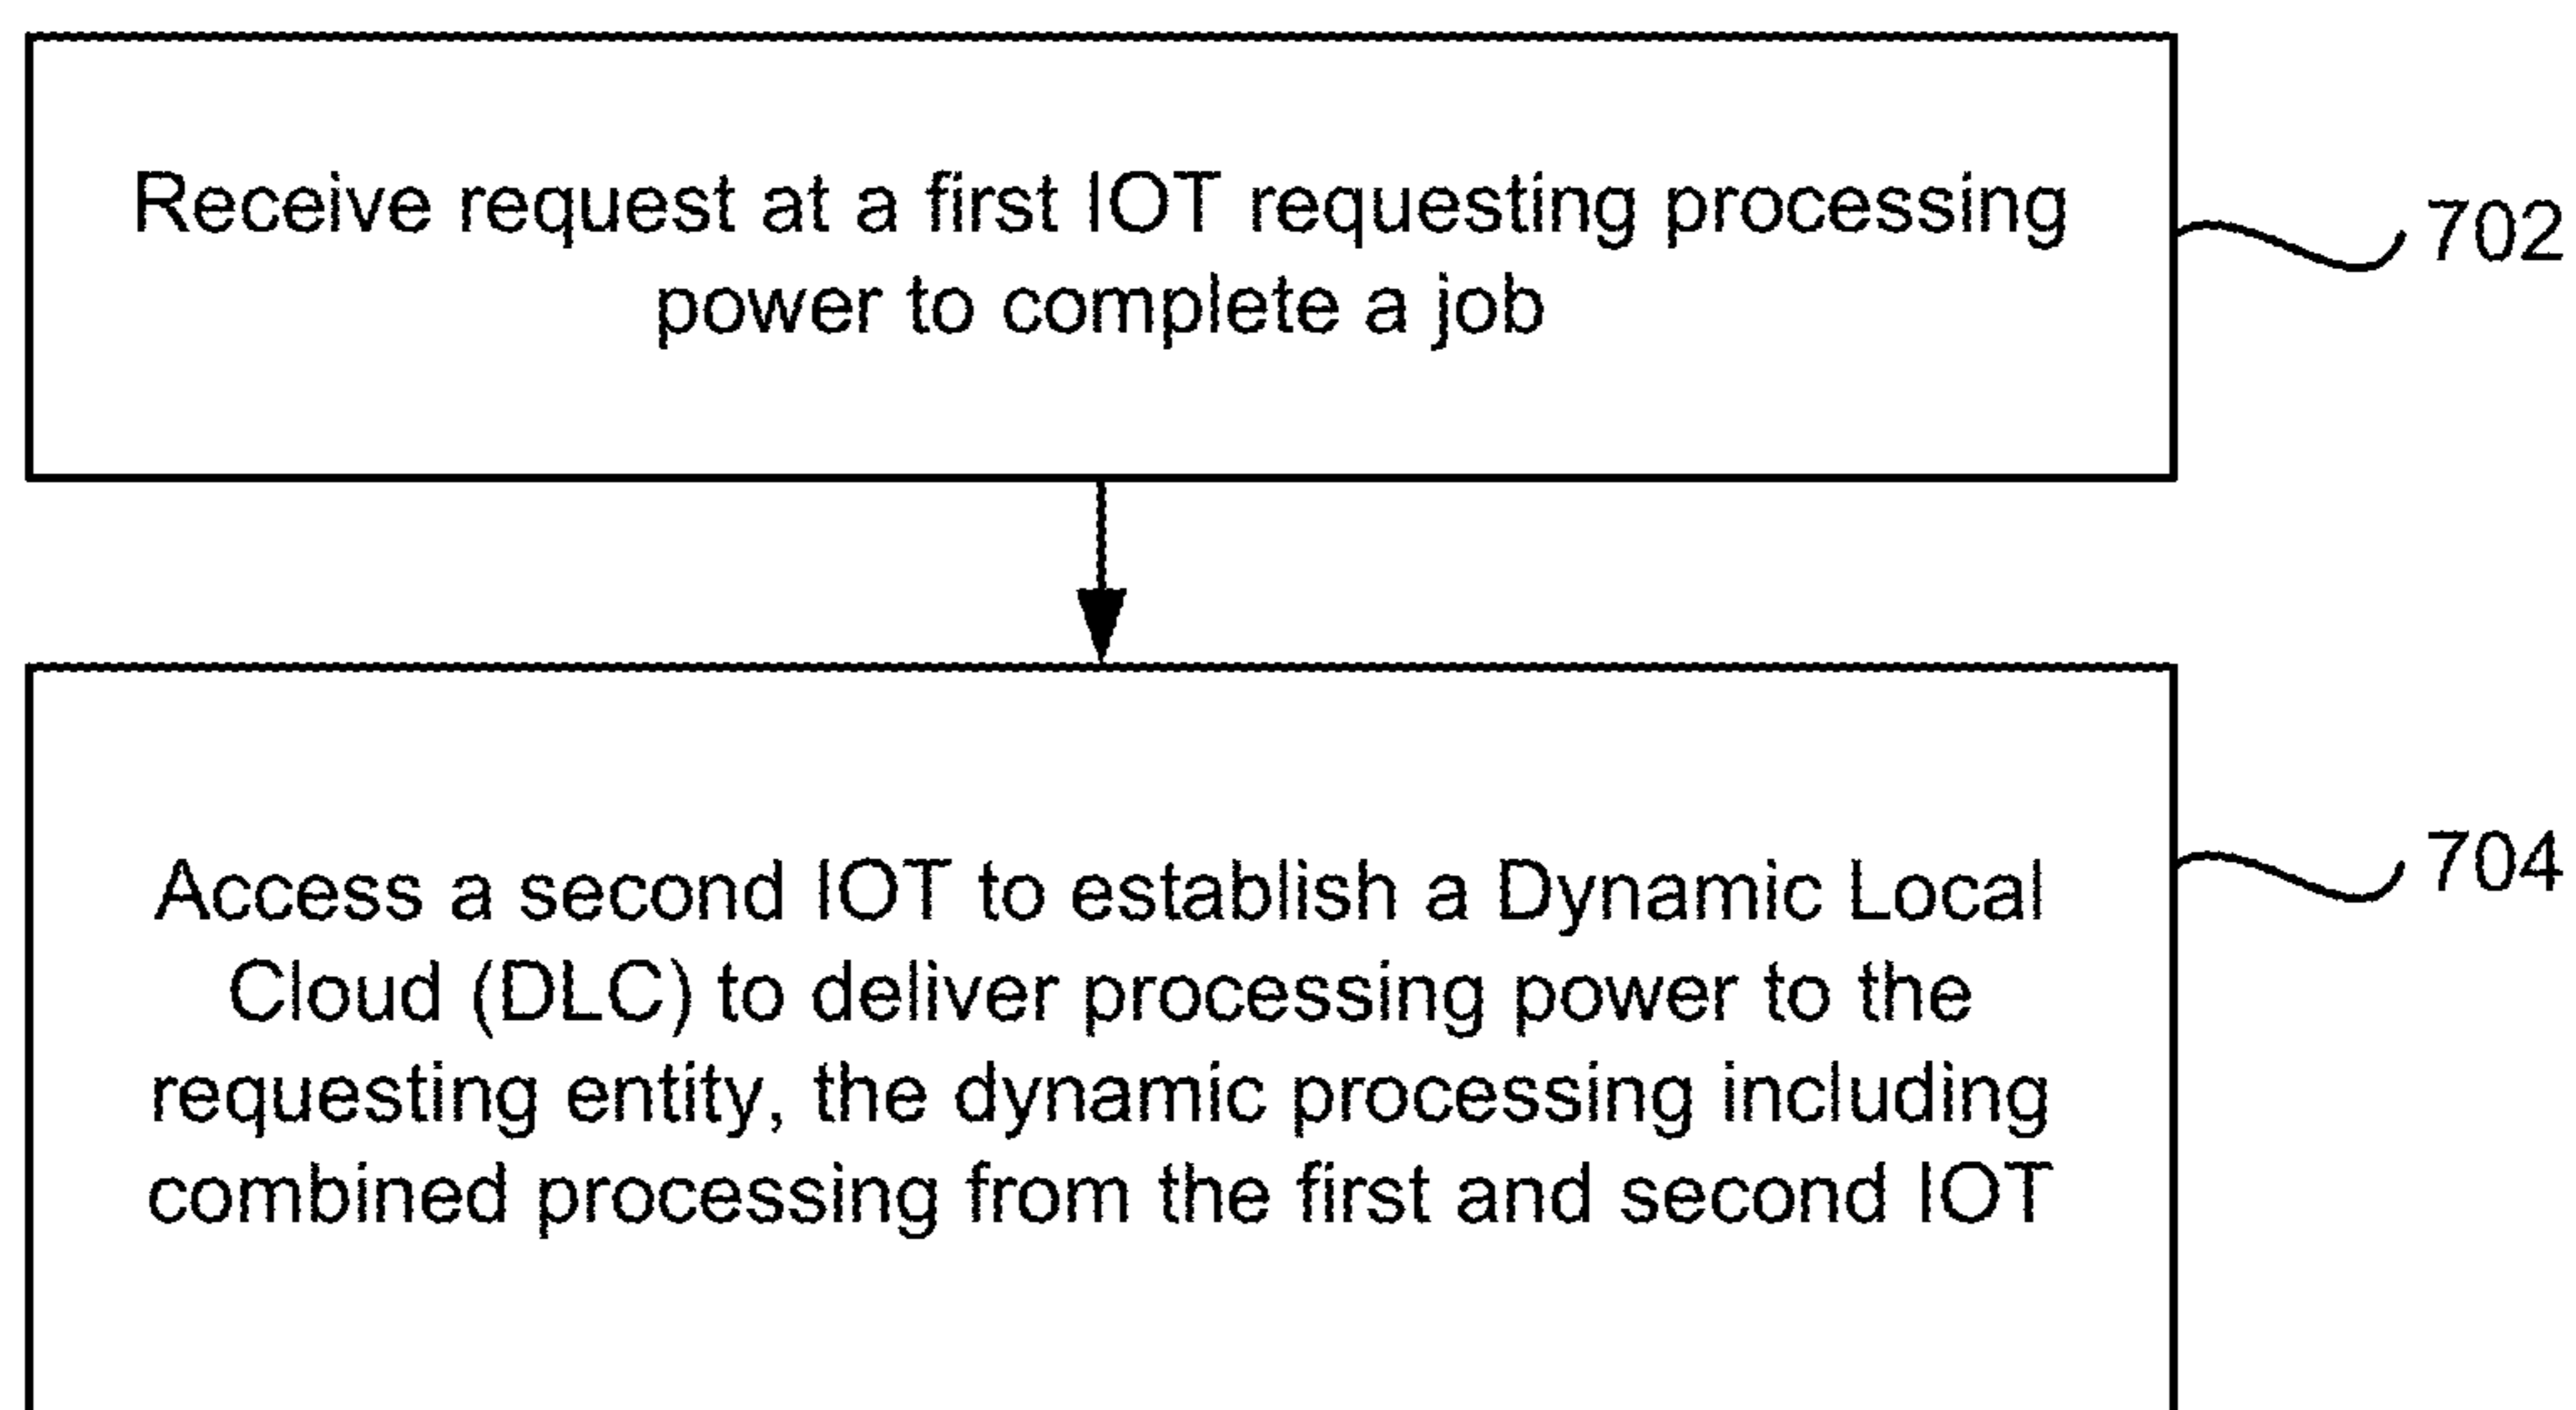 Receive request at a first IOT requesting processing
power to complete a job
702
Access a second IOT to establish a Dynamic Local
Cloud (DLC) to deliver processing power to the
requesting entity, the dynamic processing including
combined processing from the first and second IOT
704